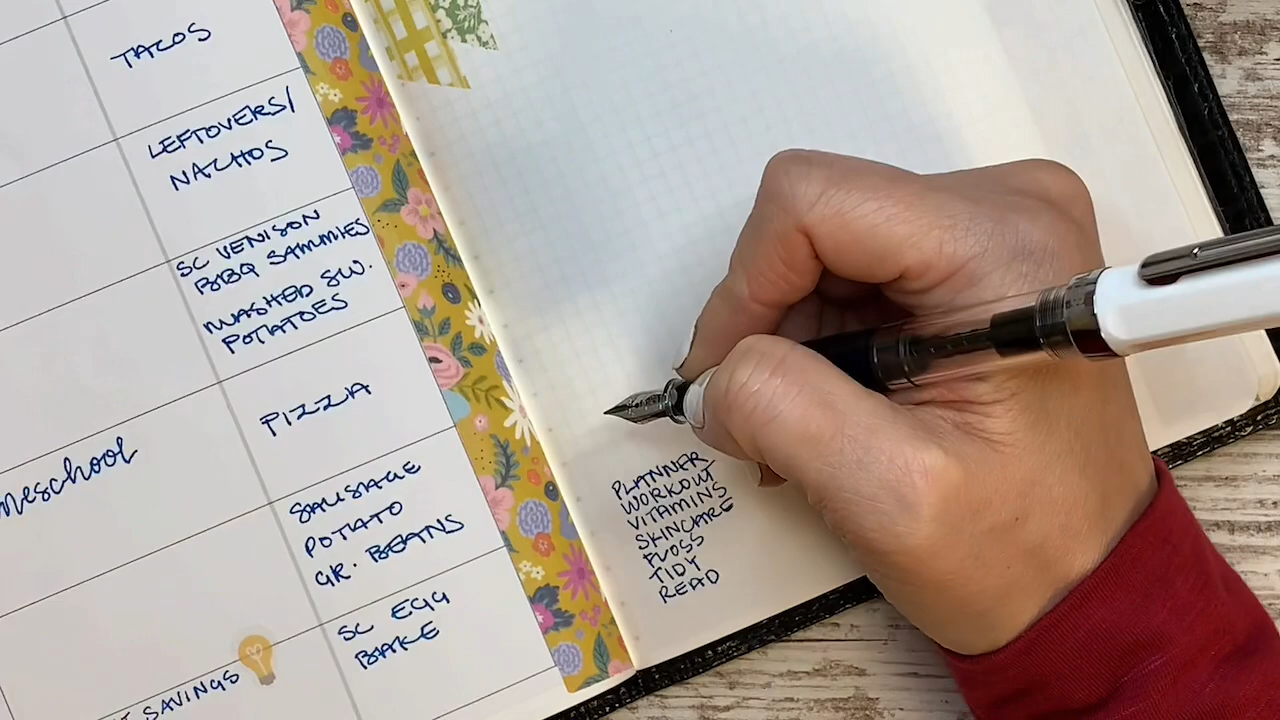 TACOS
LEFTOVERS/
NACHOS
SC VENISON
BBQ SAMMIES
MASHED SW.
POTATOES
PIZZA
SAUSAGE
POTATO
GR. BEANS
SC EGG
BAKE
SAVINGS
PLANNER
WORKOUT
VITAMINS
SKINCARE
FLOSS
TIDY
READ